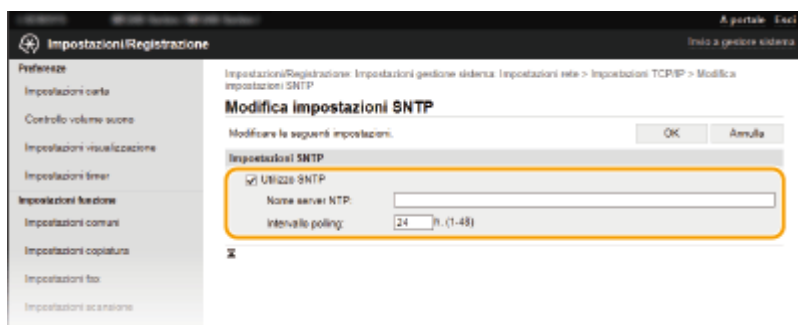 A portale Esci
Impostazioni/Registrazione
Invio a gestore sistema
Preferenze
Impostazioni carta
Controllo volume suono
Impostazioni visualizzazione
Impostazioni timer
Impostazioni funzione
Impostazioni comuni
Impostazioni copiatura
Impostazioni fax
Impostazioni scansione
Impostazioni/Registrazione: Impostazioni gestione sistema: Impostazioni rete > Impostazioni TCP/IP > Modifica
impostazioni SNTP
Modifica impostazioni SNTP
Modificare le seguenti impostazioni.
OK
Annulla
Impostazioni SNTP
Utilizzo SNTP
Nome server NTP:
Intervallo polling:
24 h. (1-48)